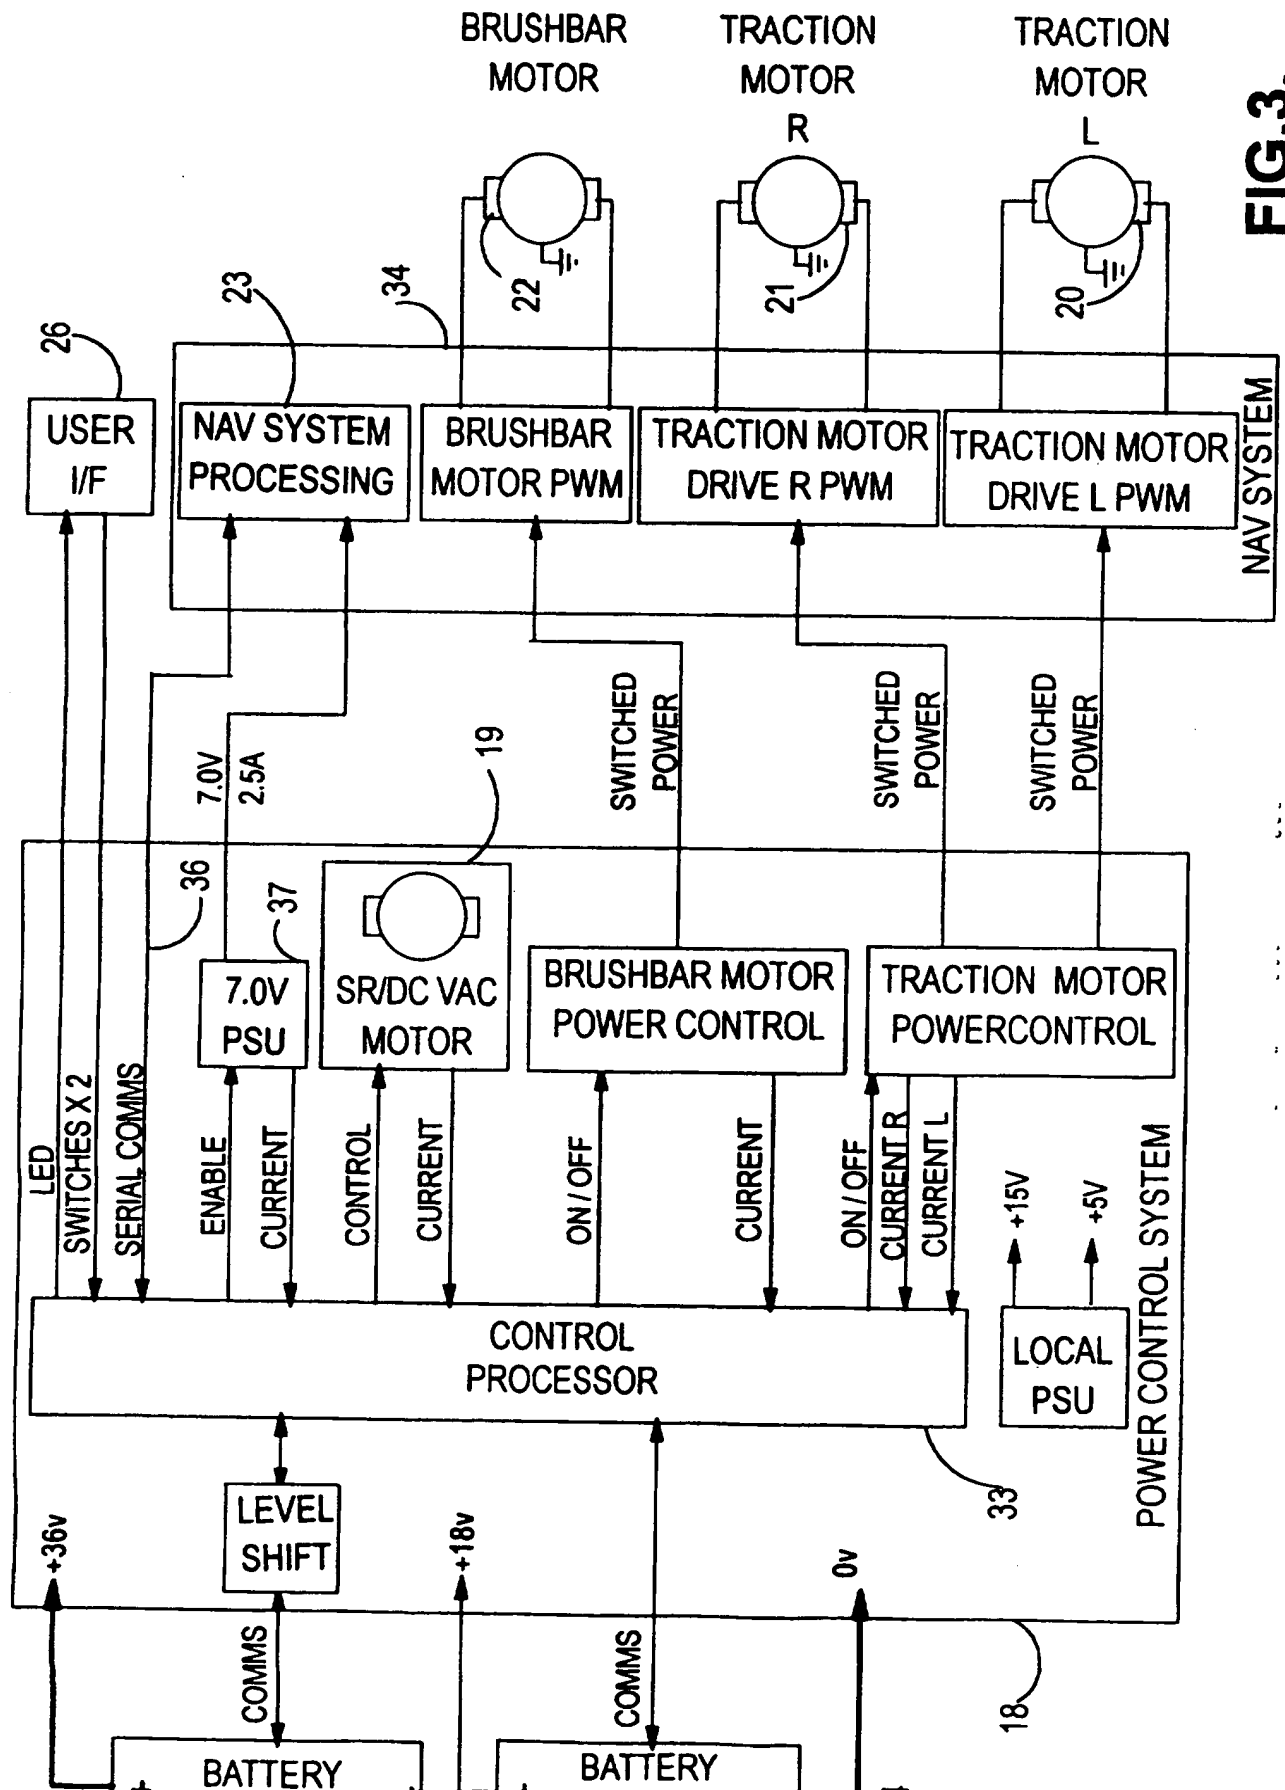 BRUSHBAR
MOTOR
TRACTION
MOTOR
R
TRACTION
MOTOR
L
FIG.3.
22
21
20
26
23
34
USER
I/F
NAV SYSTEM
PROCESSING
BRUSHBAR
MOTOR PWM
TRACTION MOTOR
DRIVE R PWM
TRACTION MOTOR
DRIVE L PWM
NAV SYSTEM
7.0V
2.5A
19
SWITCHED
POWER
SWITCHED
POWER
SWITCHED
POWER
36
37
7.0V
PSU
SR/DC VAC
MOTOR
BRUSHBAR MOTOR
POWER CONTROL
TRACTION MOTOR
POWERCONTROL
LED
SWITCHES X 2
SERIAL COMMS
ENABLE
CURRENT
CONTROL
CURRENT
ON / OFF
CURRENT
ON / OFF
CURRENT R
CURRENT L
+15V
+5V
CONTROL
PROCESSOR
LOCAL
PSU
POWER CONTROL SYSTEM
33
+36v
LEVEL
SHIFT
+18v
0v
COMMS
COMMS
18
BATTERY
BATTERY
+